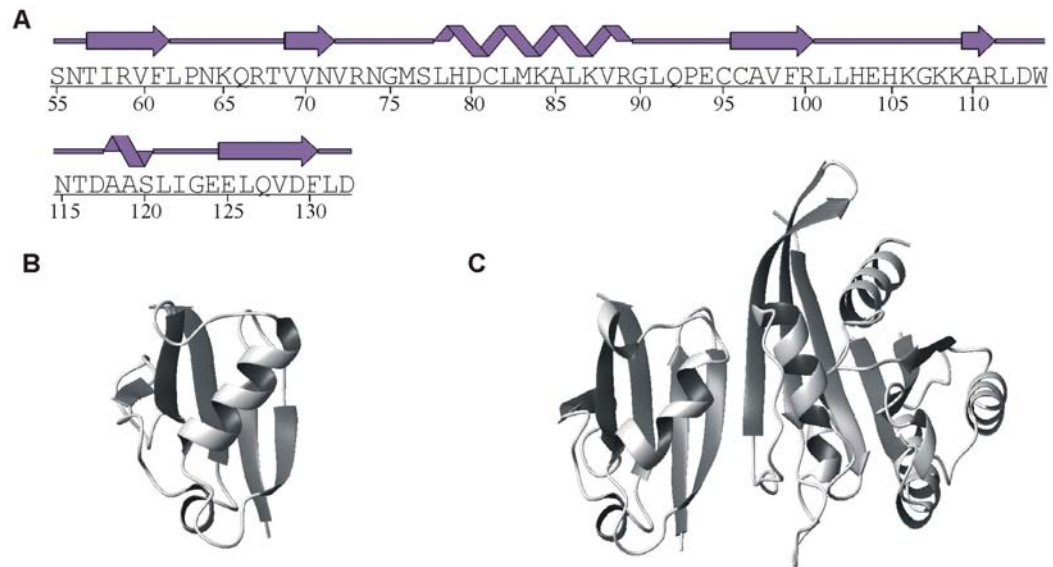 A
SNTIRVFLPNKQRTVVNVRNGMSLHDCLMKALKVRGLQPECCAVFRLLHEHKGKKARLDW
55 60 65 70 75 80 85 90 95 100 105 110
NTDAASLIGEELQVDFLD
115 120 125 130
B C